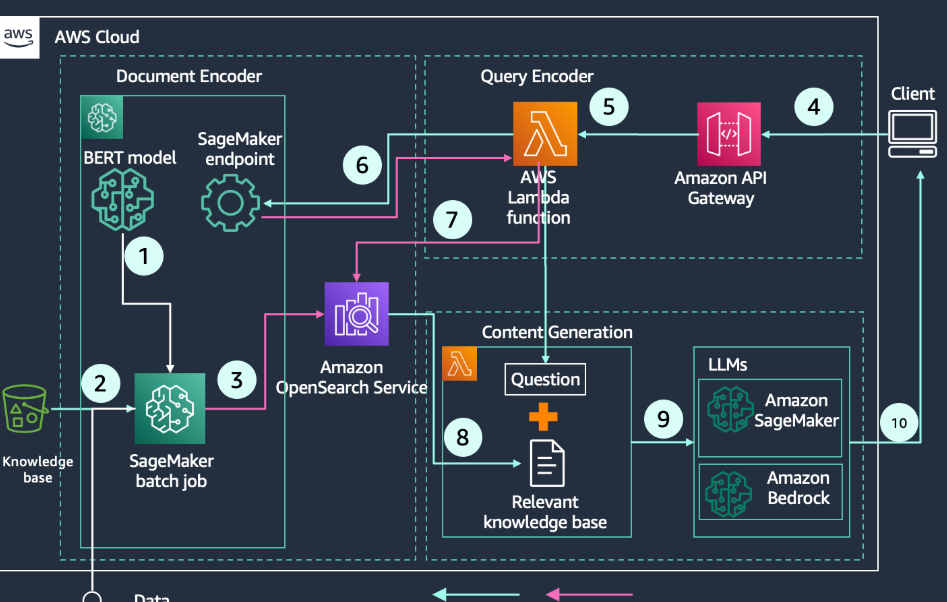 aws
AWS Cloud
Document Encoder
Query Encoder
Client
BERT model
SageMaker
endpoint
6
5
4
AWS
Lambda
function
Amazon API
Gateway
1
7
Amazon
OpenSearch Service
Content Generation
Question
2
3
8
9
10
LLMs
Amazon
SageMaker
Amazon
Bedrock
Knowledge
base
SageMaker
batch job
Relevant
knowledge base
Data